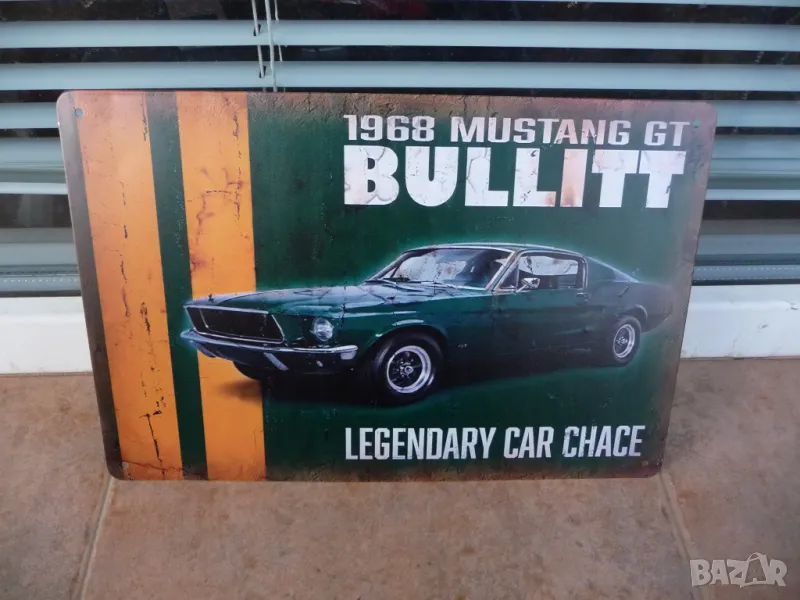 1968 MUSTANG GT
BULLITT
LEGENDARY CAR CHACE
BAZAR